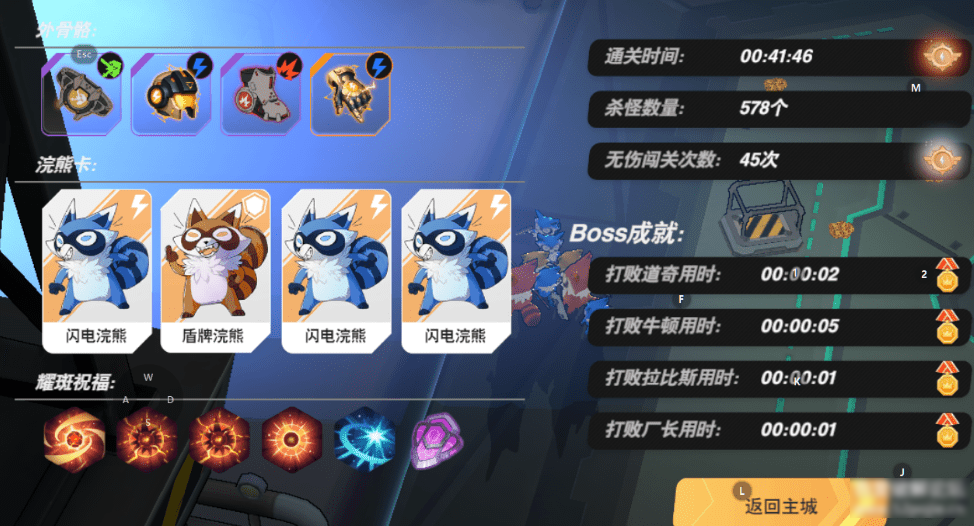 外骨骼:
Esc
浣熊卡:
闪电浣熊
盾牌浣熊
闪电浣熊
闪电浣熊
耀斑祝福:
W
A
D
S
通关时间: 00:41:46
M
杀怪数量: 578个
无伤闯关次数: 45次
Boss成就:
打败道奇用时: 00:00:02
1
2
F
打败牛顿用时: 00:00:05
打败拉比斯用时: 00:00:01
K
打败厂长用时: 00:00:01
J
L
返回主城